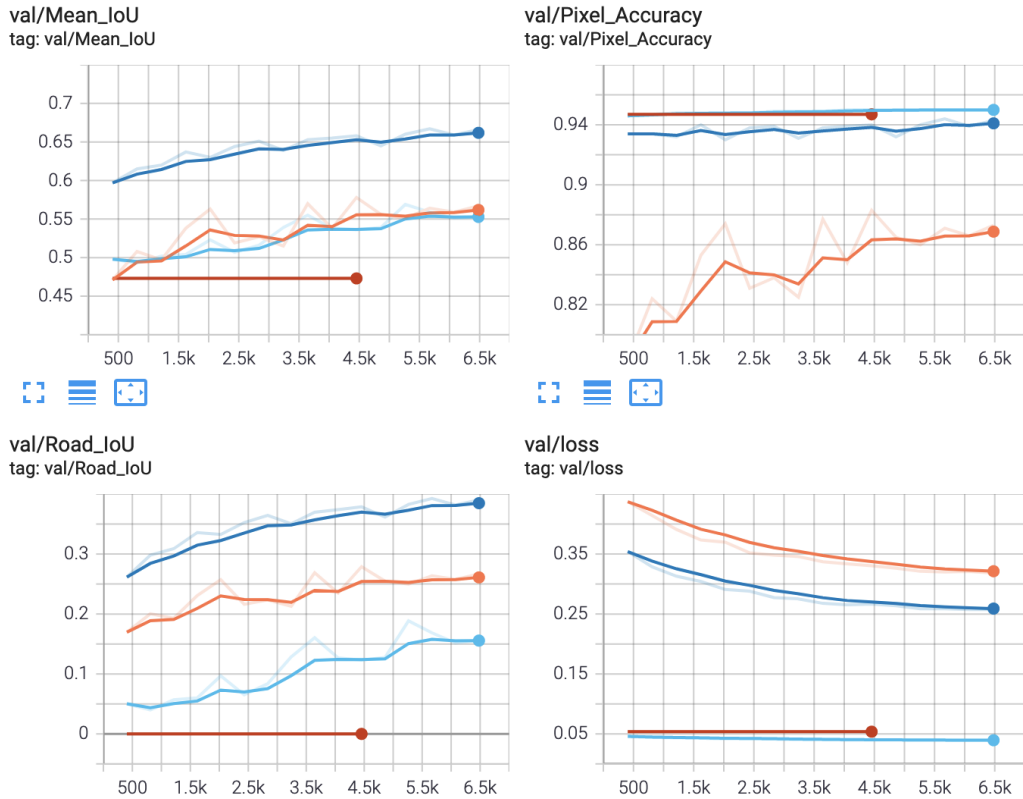 val/Mean_IoU
tag: val/Mean_IoU
0.7
0.65
0.6
0.55
0.5
0.45
500 1.5k 2.5k 3.5k 4.5k 5.5k 6.5k
val/Pixel_Accuracy
tag: val/Pixel_Accuracy
0.94
0.9
0.86
0.82
500 1.5k 2.5k 3.5k 4.5k 5.5k 6.5k
val/Road_IoU
tag: val/Road_IoU
0.3
0.2
0.1
0
500 1.5k 2.5k 3.5k 4.5k 5.5k 6.5k
val/loss
tag: val/loss
0.35
0.25
0.15
0.05
500 1.5k 2.5k 3.5k 4.5k 5.5k 6.5k